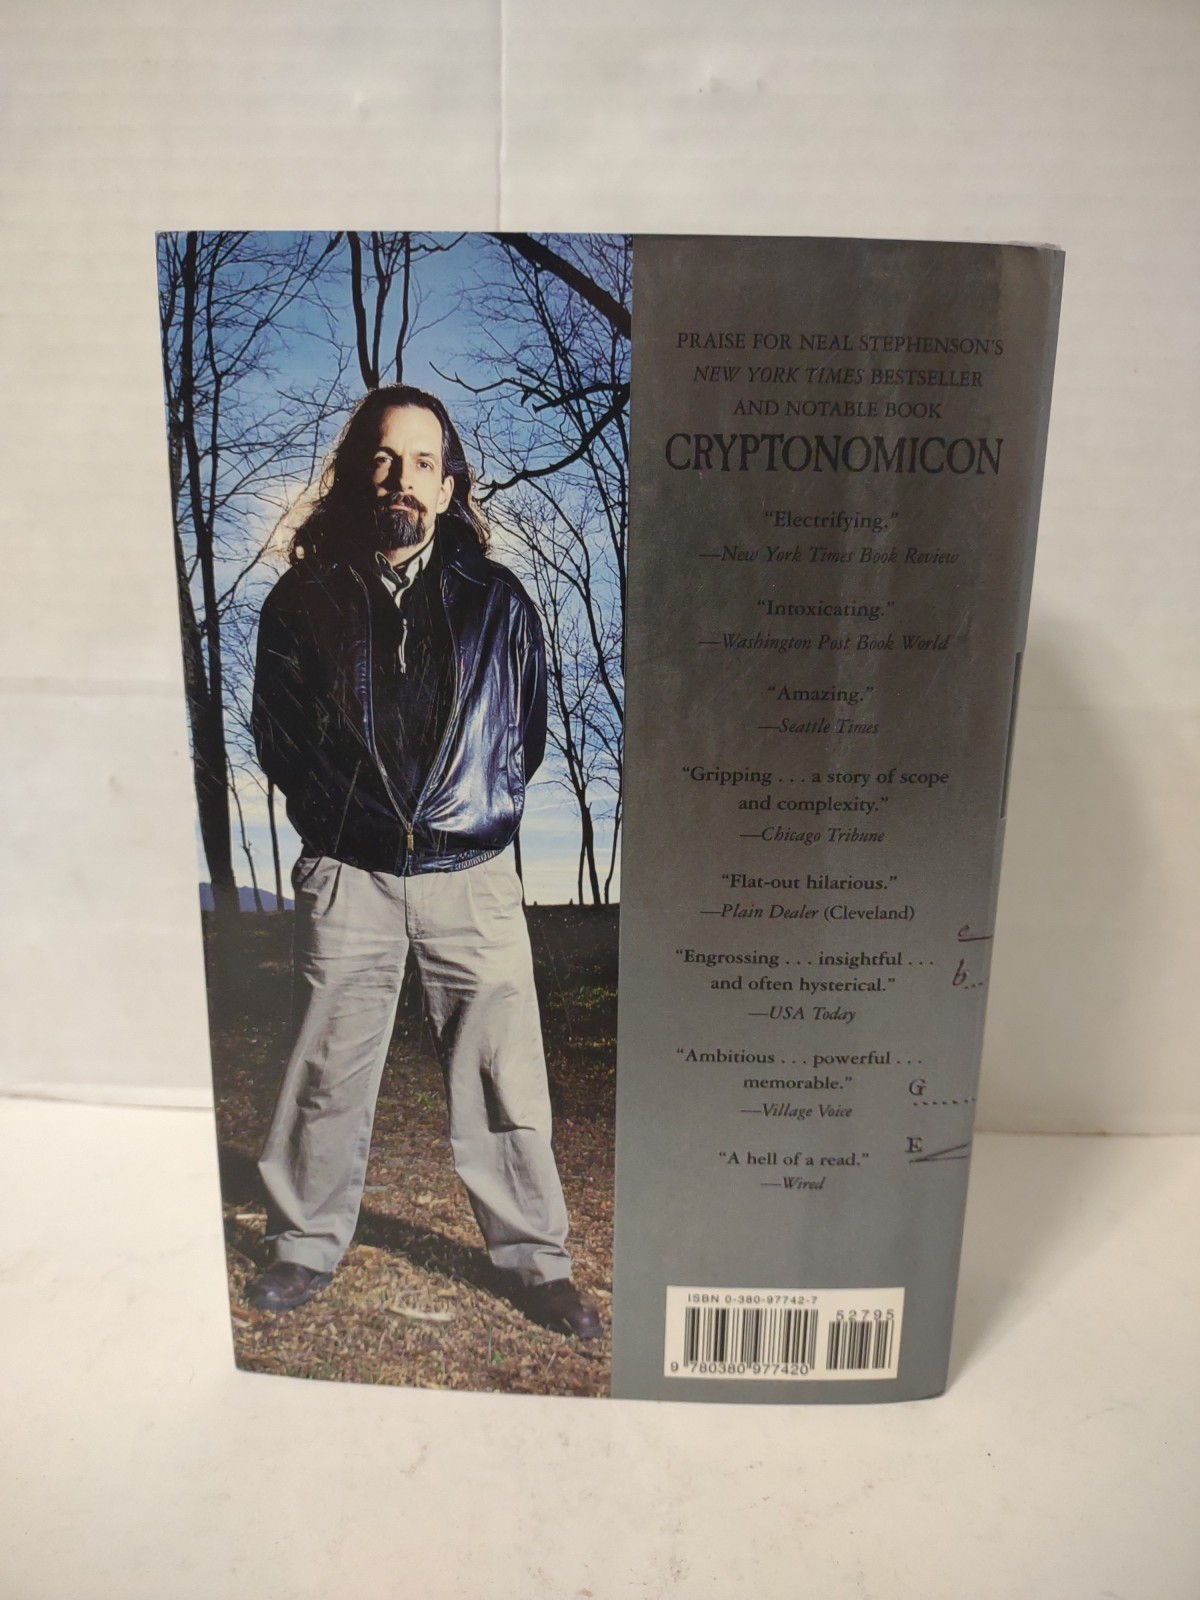 PRAISE FOR NEAL STEPHENSON'S
NEW YORK TIMES BESTSELLER
AND NOTABLE BOOK
CRYPTONOMICON
“Electrifying.”
—New York Times Book Review
“Intoxicating.”
—Washington Post Book World
“Amazing.”
—Seattle Times
“Gripping . . . a story of scope
and complexity.”
—Chicago Tribune
“Flat-out hilarious.”
—Plain Dealer (Cleveland)
“Engrossing . . . insightful . . .
and often hysterical.”
—USA Today
“Ambitious . . . powerful . . .
memorable.”
—Village Voice
“A hell of a read.”
—Wired
e
b
G
E
ISBN 0-380-97742-7
52795
9 780380 977420